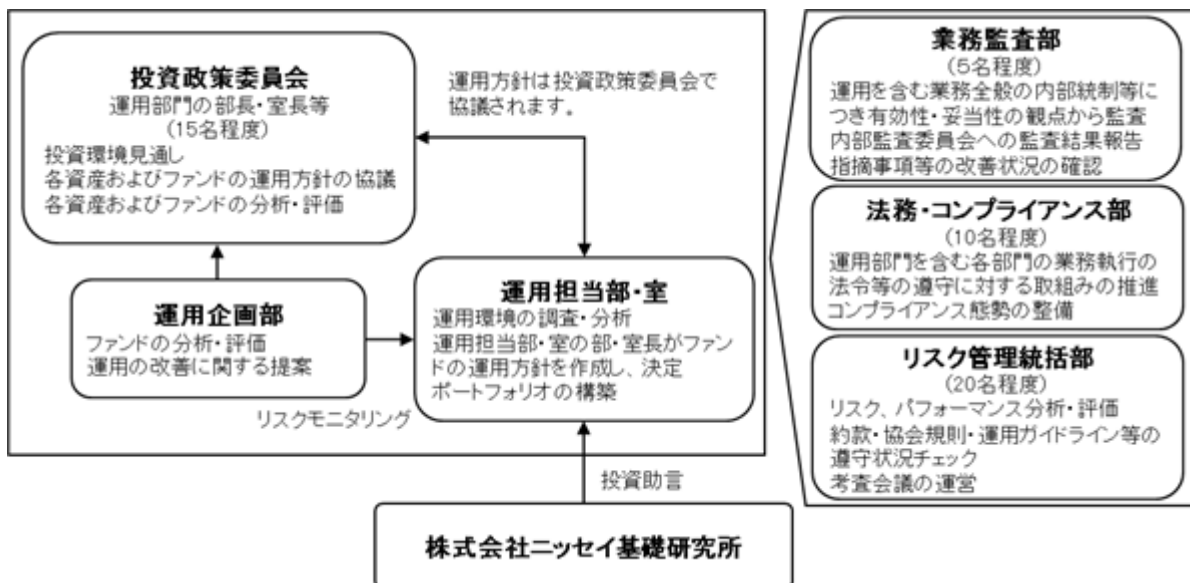 投資政策委員会
運用部門の部長・室長等
(15名程度)
投資環境見通し
各資産およびファンドの運用方針の協議
各資産およびファンドの分析・評価
運用方針は投資政策委員会で
協議されます。
運用企画部
ファンドの分析・評価
運用の改善に関する提案
リスクモニタリング
運用担当部・室
運用環境の調査・分析
運用担当部・室の部・室長がファン
ドの運用方針を作成し、決定
ポートフォリオの構築
投資助言
株式会社ニッセイ基礎研究所
業務監査部
(5名程度)
運用を含む業務全般の内部統制等に
つき有効性・妥当性の観点から監査
内部監査委員会への監査結果報告
指摘事項等の改善状況の確認
法務・コンプライアンス部
(10名程度)
運用部門を含む各部門の業務執行の
法令等の遵守に対する取組みの推進
コンプライアンス態勢の整備
リスク管理統括部
(20名程度)
リスク、パフォーマンス分析・評価
約款・協会規則・運用ガイドライン等の
遵守状況チェック
考査会議の運営